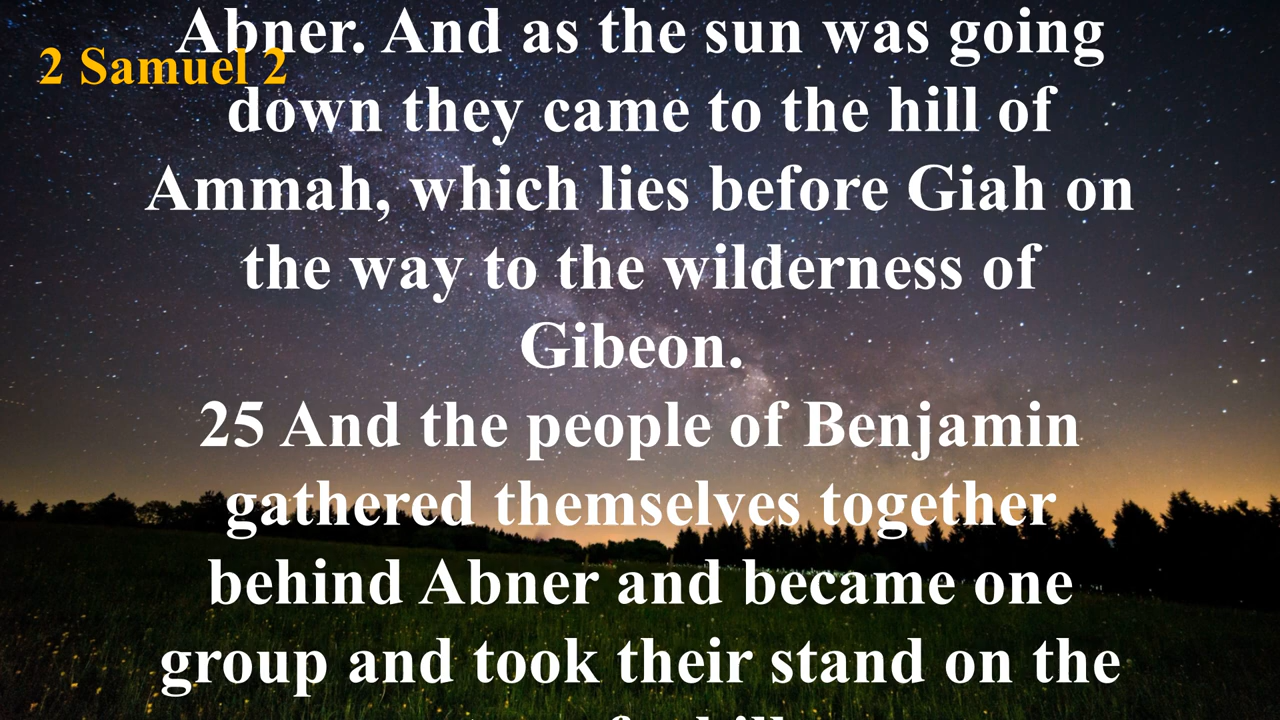 2 Samuel 2
Abner. And as the sun was going
down they came to the hill of
Ammah, which lies before Giah on
the way to the wilderness of
Gibeon.
25 And the people of Benjamin
gathered themselves together
behind Abner and became one
group and took their stand on the